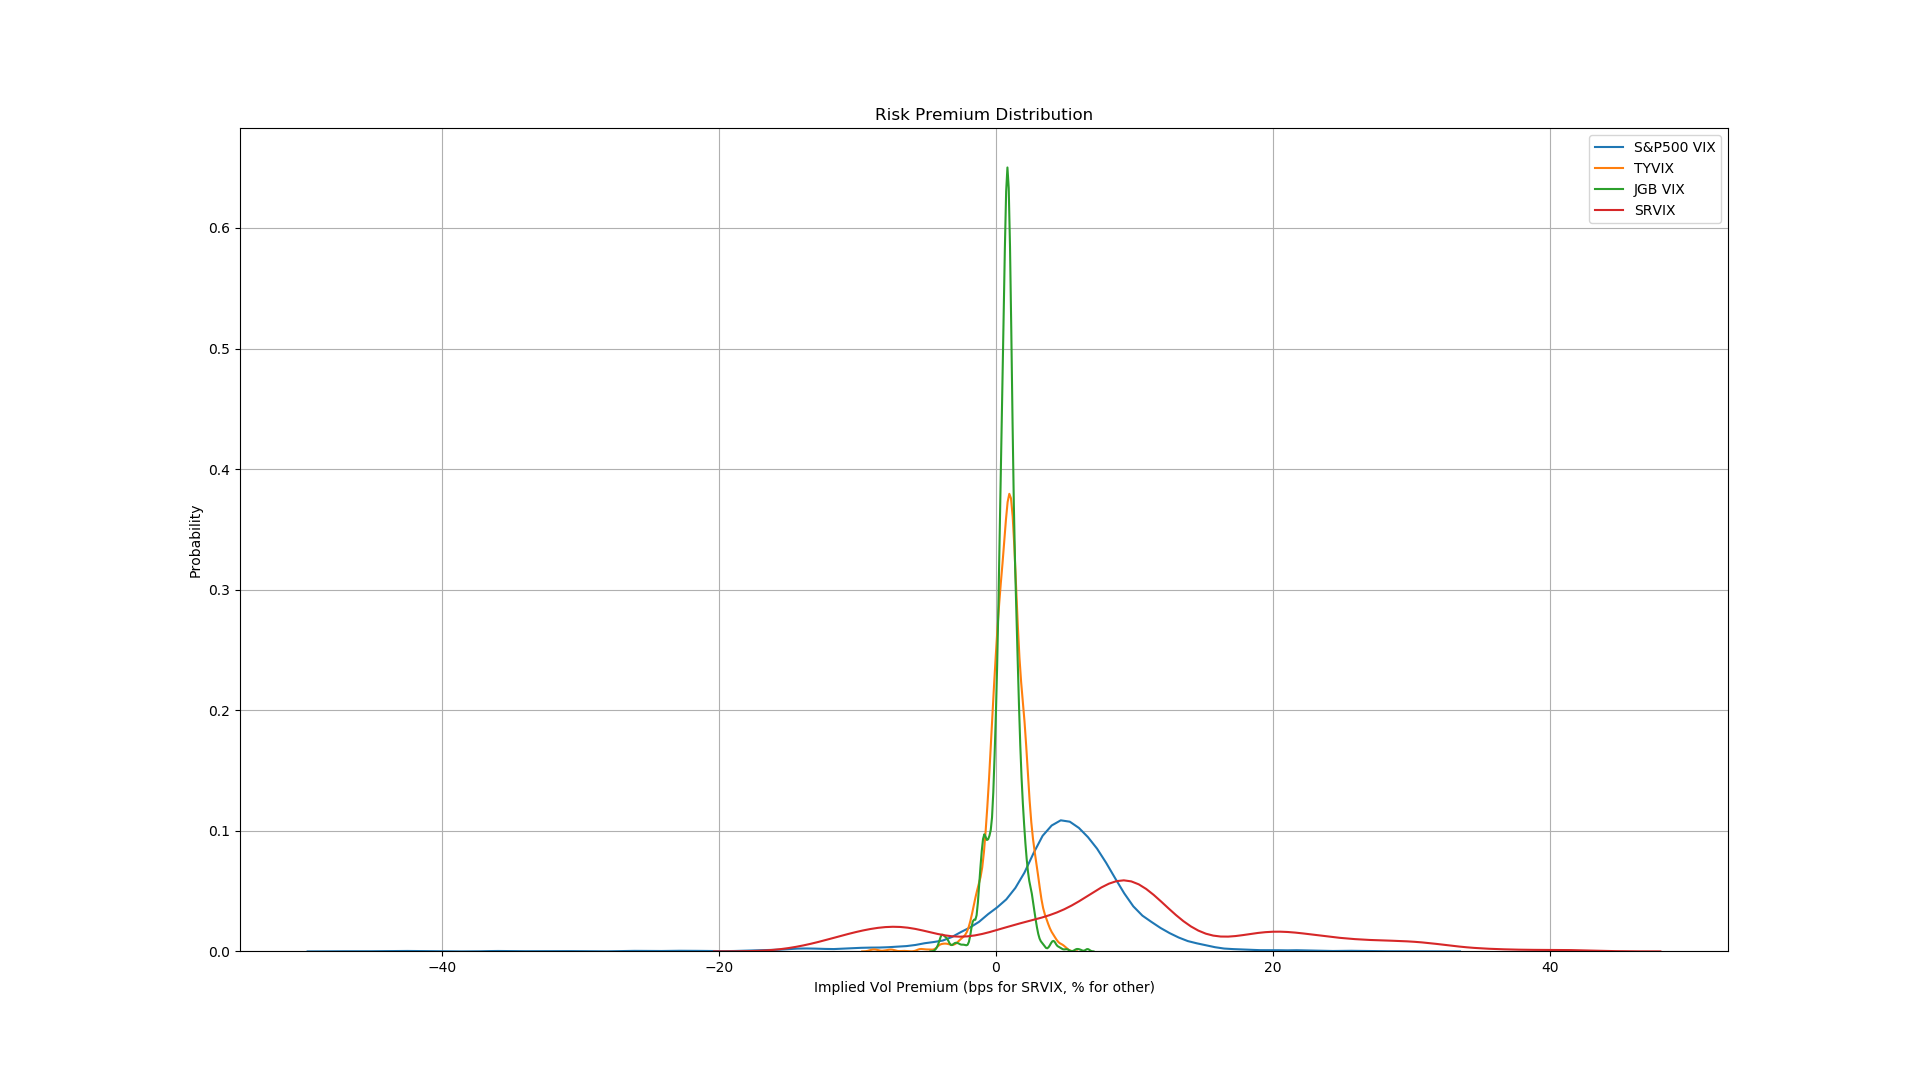 Risk Premium Distribution
S&P500 VIX
TYVIX
JGB VIX
SRVIX
0.6
0.5
0.4
0.3
0.2
0.1
0.0
Probability
−40 −20 0 20 40
Implied Vol Premium (bps for SRVIX, % for other)